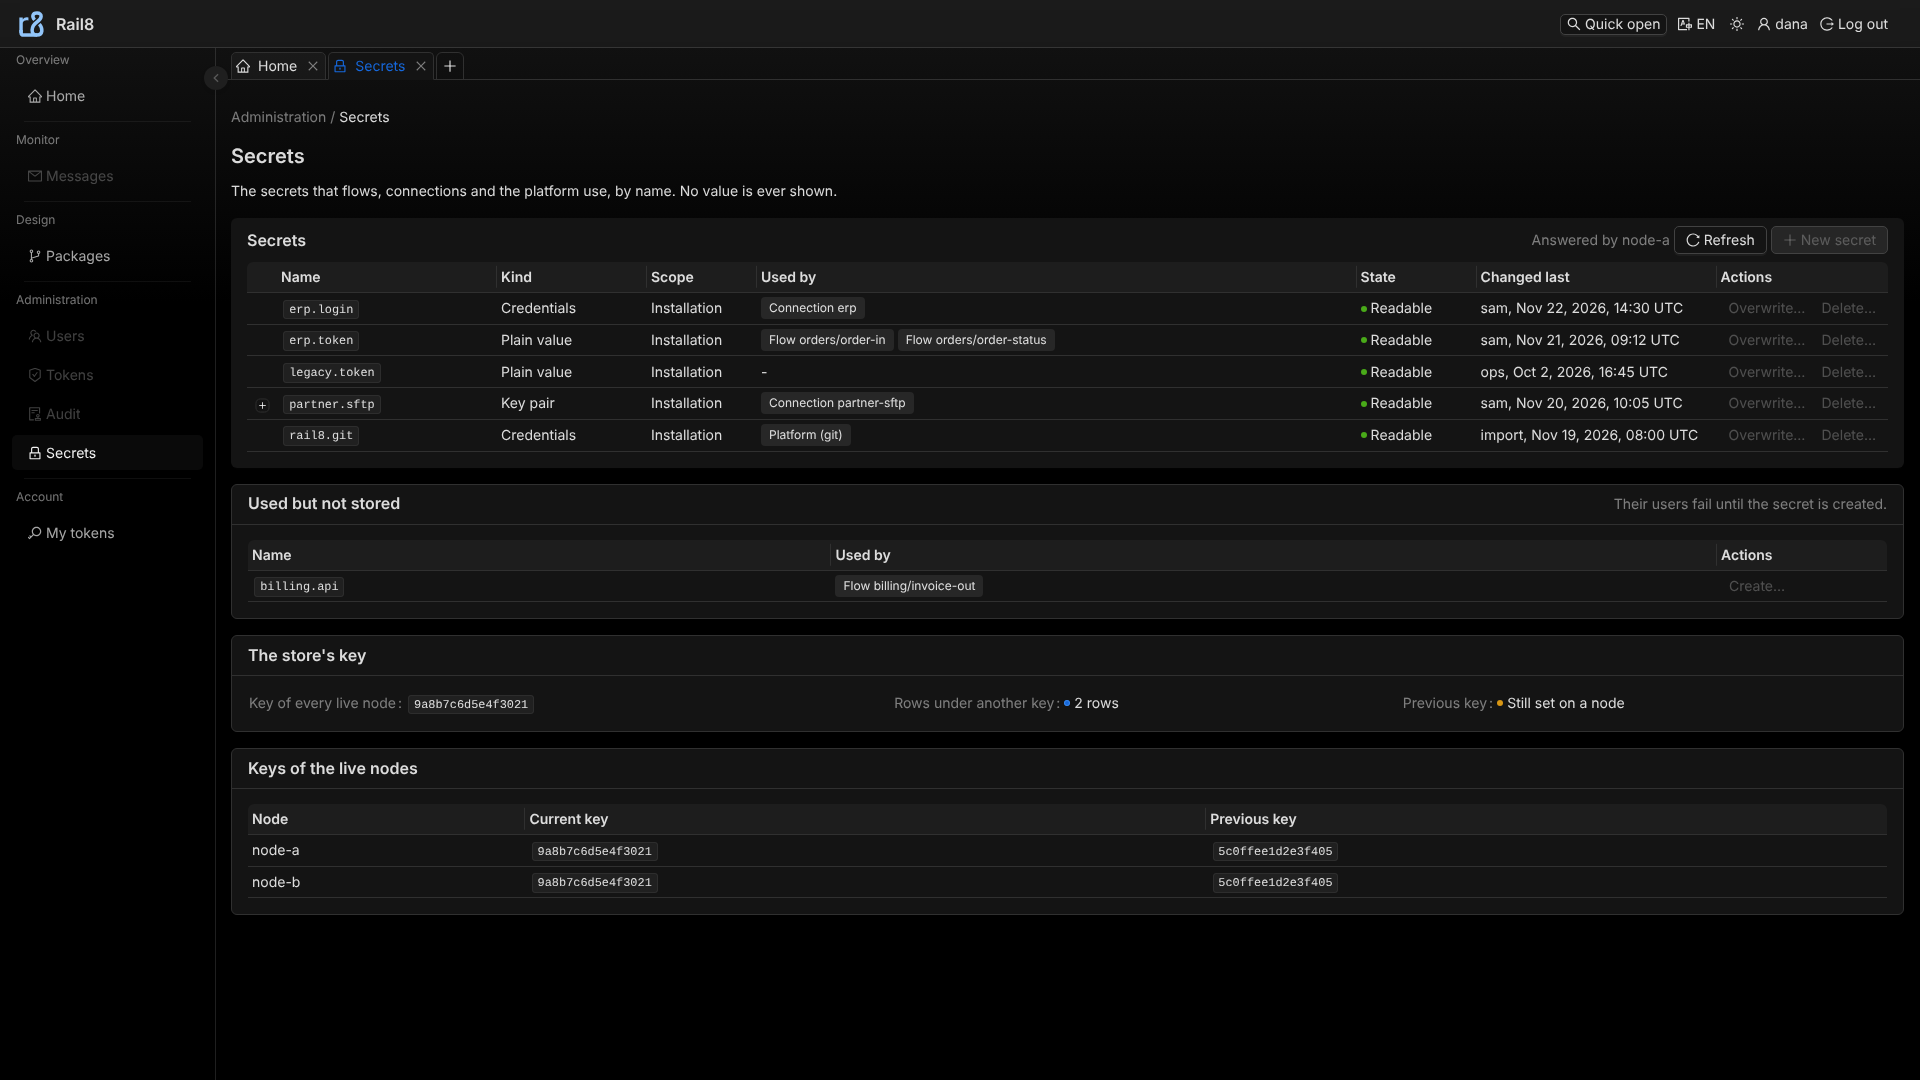 Rail8
Quick open
EN
dana
Log out
Overview
Home
Monitor
Messages
Design
Packages
Administration
Users
Tokens
Audit
Secrets
Account
My tokens
Home
Secrets
Administration / Secrets
Secrets
The secrets that flows, connections and the platform use, by name. No value is ever shown.
Secrets
Answered by node-a
Refresh
New secret
Name Kind Scope Used by State Changed last Actions
erp.login Credentials Installation Connection erp Readable sam, Nov 22, 2026, 14:30 UTC Overwrite... Delete...
erp.token Plain value Installation Flow orders/order-in Flow orders/order-status Readable sam, Nov 21, 2026, 09:12 UTC Overwrite... Delete...
legacy.token Plain value Installation - Readable ops, Oct 2, 2026, 16:45 UTC Overwrite... Delete...
partner.sftp Key pair Installation Connection partner-sftp Readable sam, Nov 20, 2026, 10:05 UTC Overwrite... Delete...
rail8.git Credentials Installation Platform (git) Readable import, Nov 19, 2026, 08:00 UTC Overwrite... Delete...
Used but not stored
Their users fail until the secret is created.
Name Used by Actions
billing.api Flow billing/invoice-out Create...
The store's key
Key of every live node: 9a8b7c6d5e4f3021 Rows under another key: 2 rows Previous key: Still set on a node
Keys of the live nodes
Node Current key Previous key
node-a 9a8b7c6d5e4f3021 5c0ffee1d2e3f405
node-b 9a8b7c6d5e4f3021 5c0ffee1d2e3f405